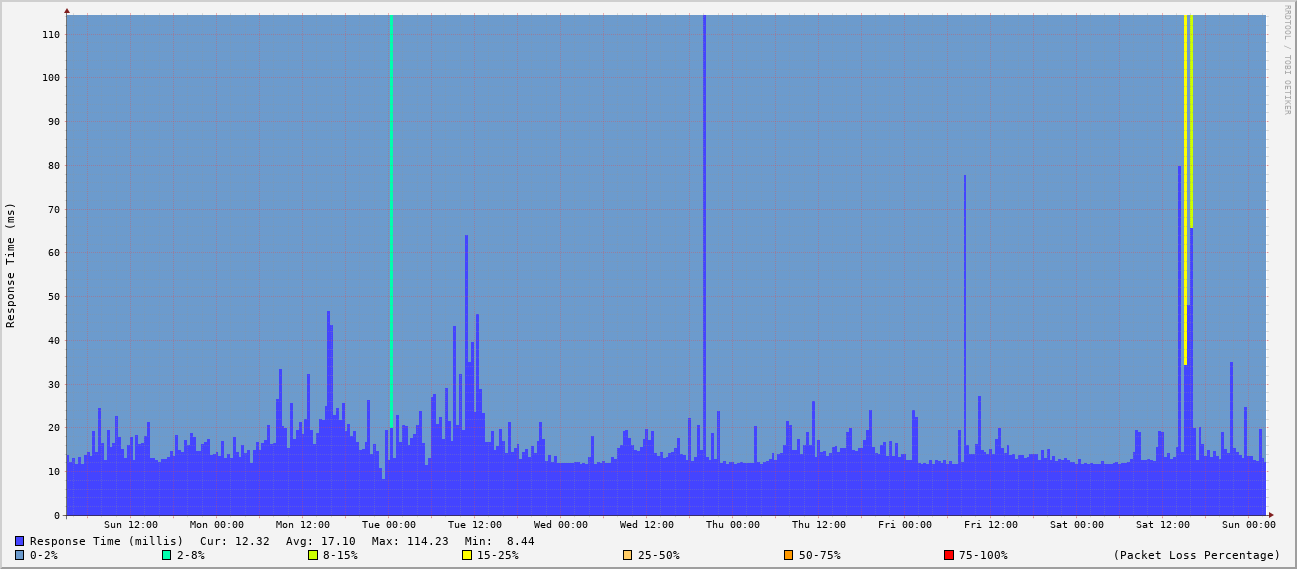 RRDTOOL / TOBI OETIKER
Response Time (ms)
110
100
90
80
70
60
50
40
30
20
10
0
Sun 12:00 Mon 00:00 Mon 12:00 Tue 00:00 Tue 12:00 Wed 00:00 Wed 12:00 Thu 00:00 Thu 12:00 Fri 00:00 Fri 12:00 Sat 00:00 Sat 12:00 Sun 00:00
Response Time (millis) Cur: 12.32 Avg: 17.10 Max: 114.23 Min: 8.44
0-2% 2-8% 8-15% 15-25% 25-50% 50-75% 75-100% (Packet Loss Percentage)